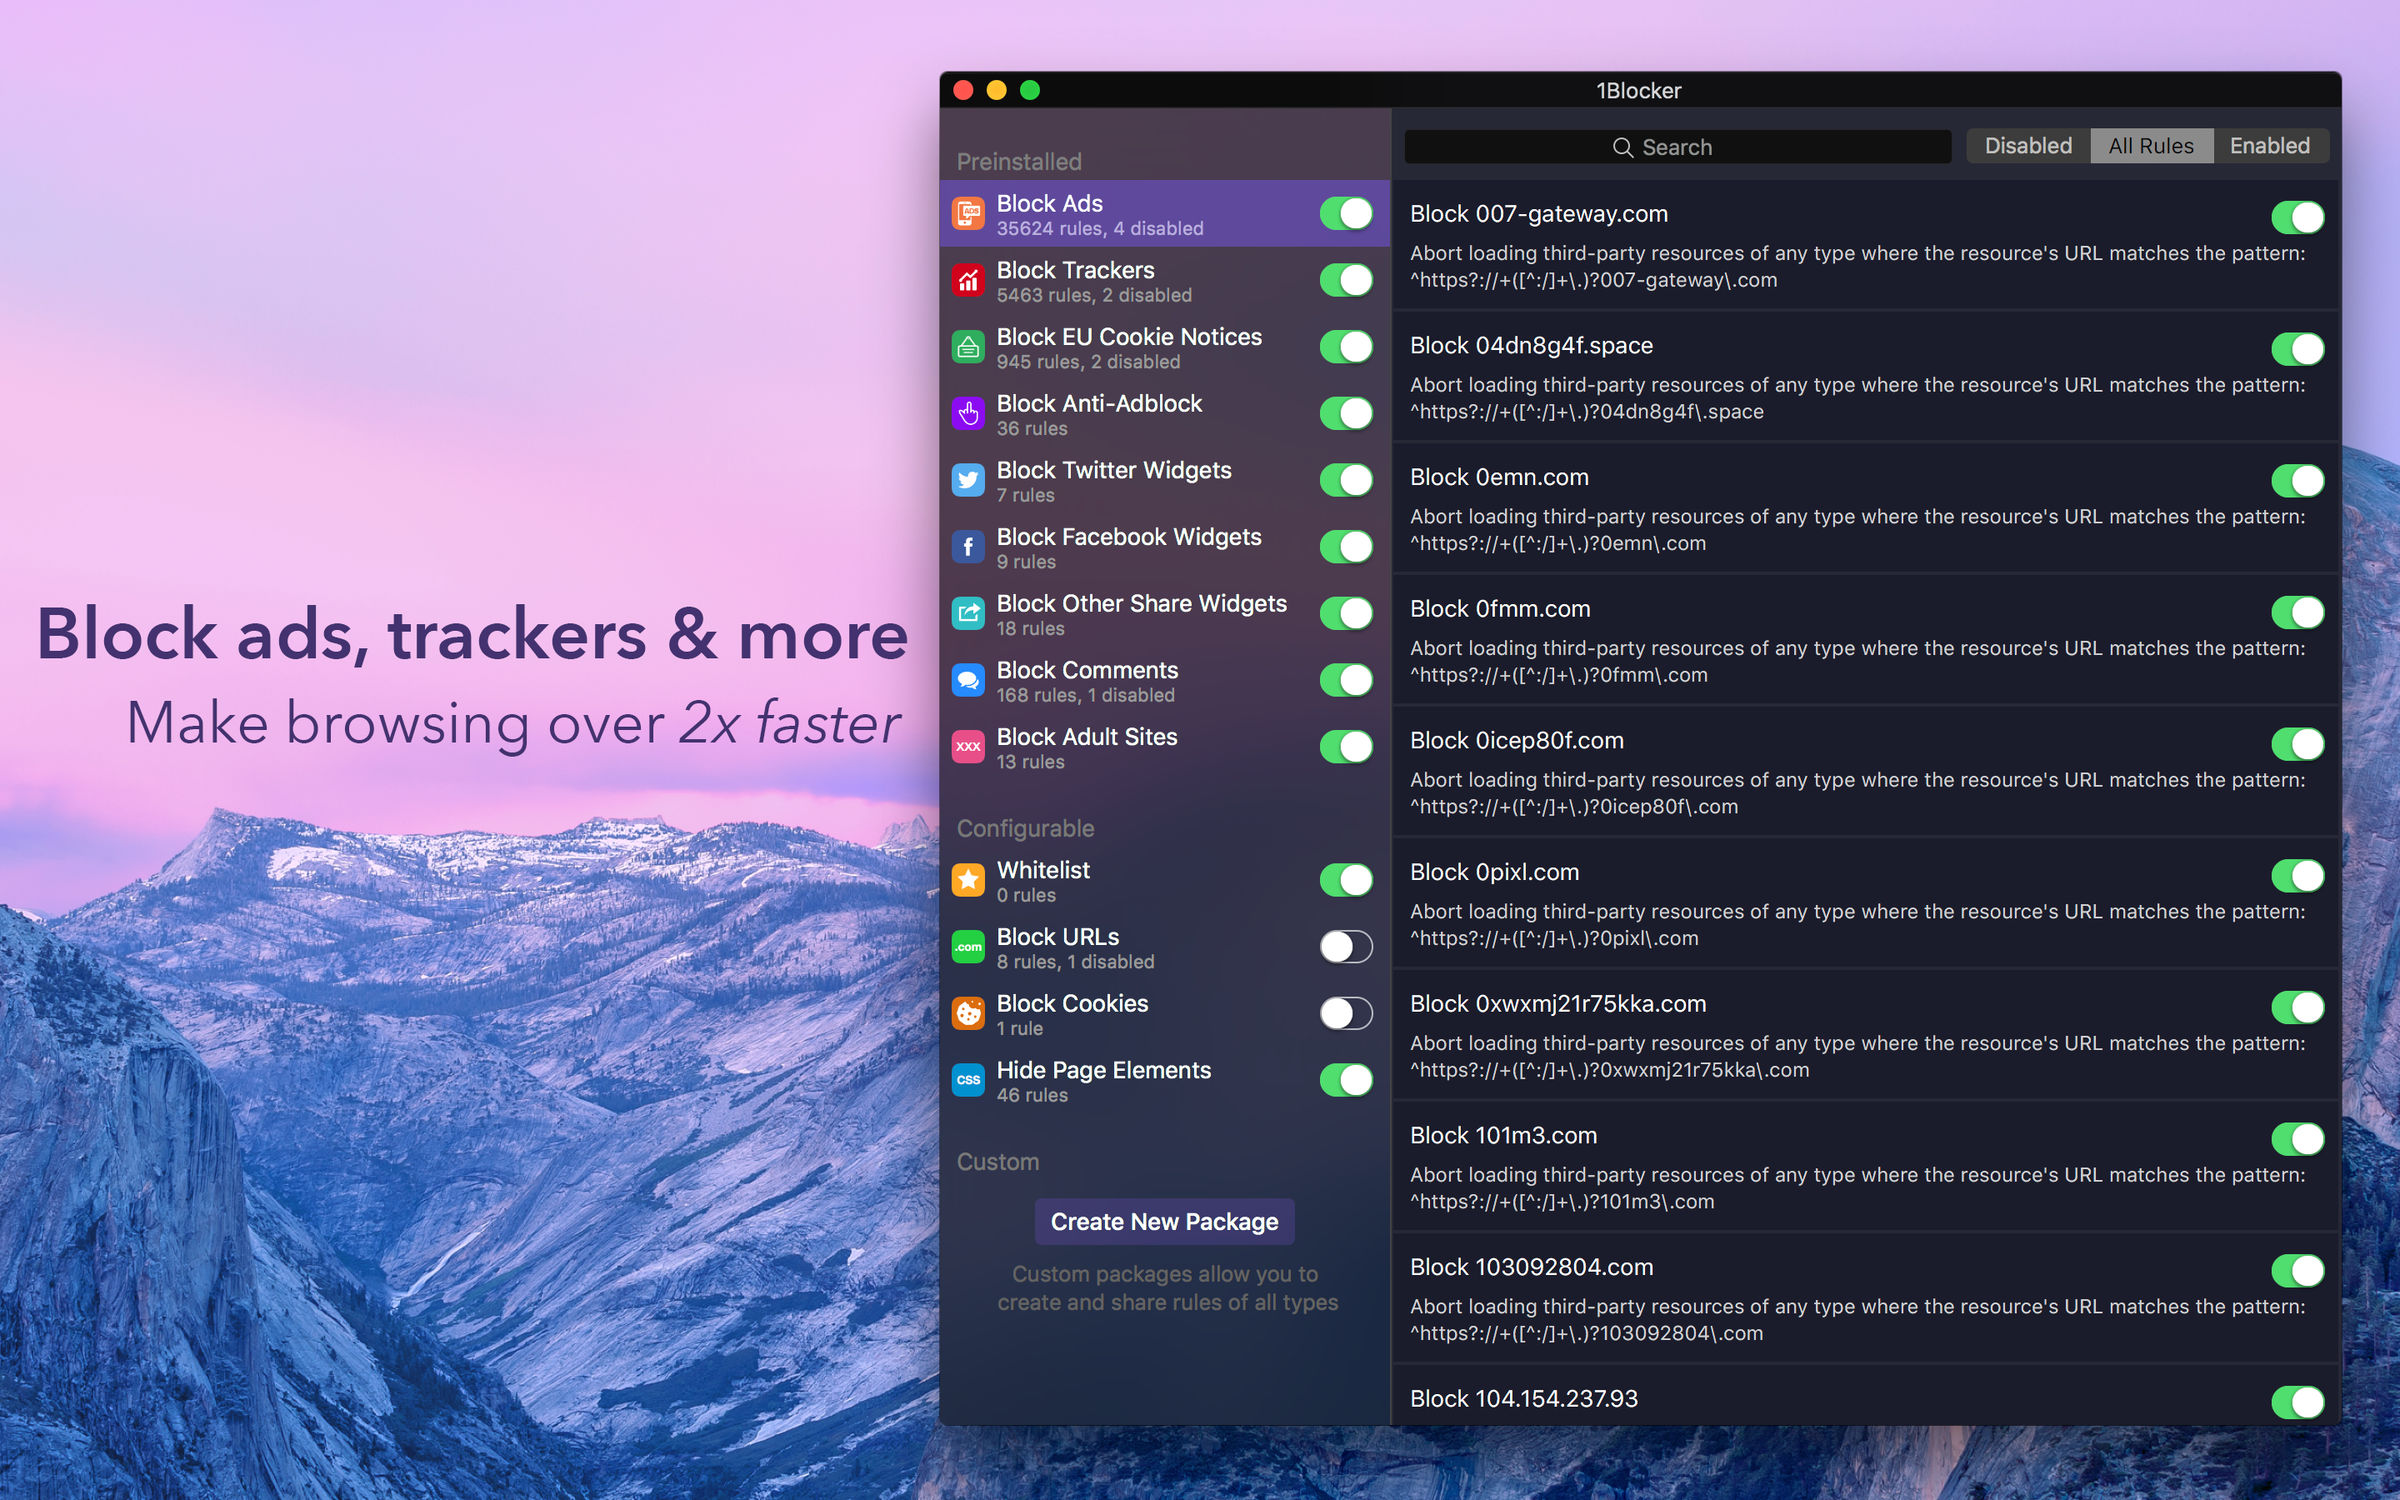 Block ads, trackers & more
Make browsing over 2x faster
1Blocker
Preinstalled
ADS
Block Ads
35624 rules, 4 disabled
Block Trackers
5463 rules, 2 disabled
Block EU Cookie Notices
945 rules, 2 disabled
Block Anti-Adblock
36 rules
Block Twitter Widgets
7 rules
f
Block Facebook Widgets
9 rules
Block Other Share Widgets
18 rules
Block Comments
168 rules, 1 disabled
XXX
Block Adult Sites
13 rules
Configurable
Whitelist
0 rules
.com
Block URLs
8 rules, 1 disabled
Block Cookies
1 rule
CSS
Hide Page Elements
46 rules
Custom
Create New Package
Custom packages allow you to
create and share rules of all types
Search
Disabled All Rules Enabled
Block 007-gateway.com
Abort loading third-party resources of any type where the resource's URL matches the pattern:
^https?://+([^:/]+\.)?007-gateway\.com
Block 04dn8g4f.space
Abort loading third-party resources of any type where the resource's URL matches the pattern:
^https?://+([^:/]+\.)?04dn8g4f\.space
Block 0emn.com
Abort loading third-party resources of any type where the resource's URL matches the pattern:
^https?://+([^:/]+\.)?0emn\.com
Block 0fmm.com
Abort loading third-party resources of any type where the resource's URL matches the pattern:
^https?://+([^:/]+\.)?0fmm\.com
Block 0icep80f.com
Abort loading third-party resources of any type where the resource's URL matches the pattern:
^https?://+([^:/]+\.)?0icep80f\.com
Block 0pixl.com
Abort loading third-party resources of any type where the resource's URL matches the pattern:
^https?://+([^:/]+\.)?0pixl\.com
Block 0xwxmj21r75kka.com
Abort loading third-party resources of any type where the resource's URL matches the pattern:
^https?://+([^:/]+\.)?0xwxmj21r75kka\.com
Block 101m3.com
Abort loading third-party resources of any type where the resource's URL matches the pattern:
^https?://+([^:/]+\.)?101m3\.com
Block 103092804.com
Abort loading third-party resources of any type where the resource's URL matches the pattern:
^https?://+([^:/]+\.)?103092804\.com
Block 104.154.237.93